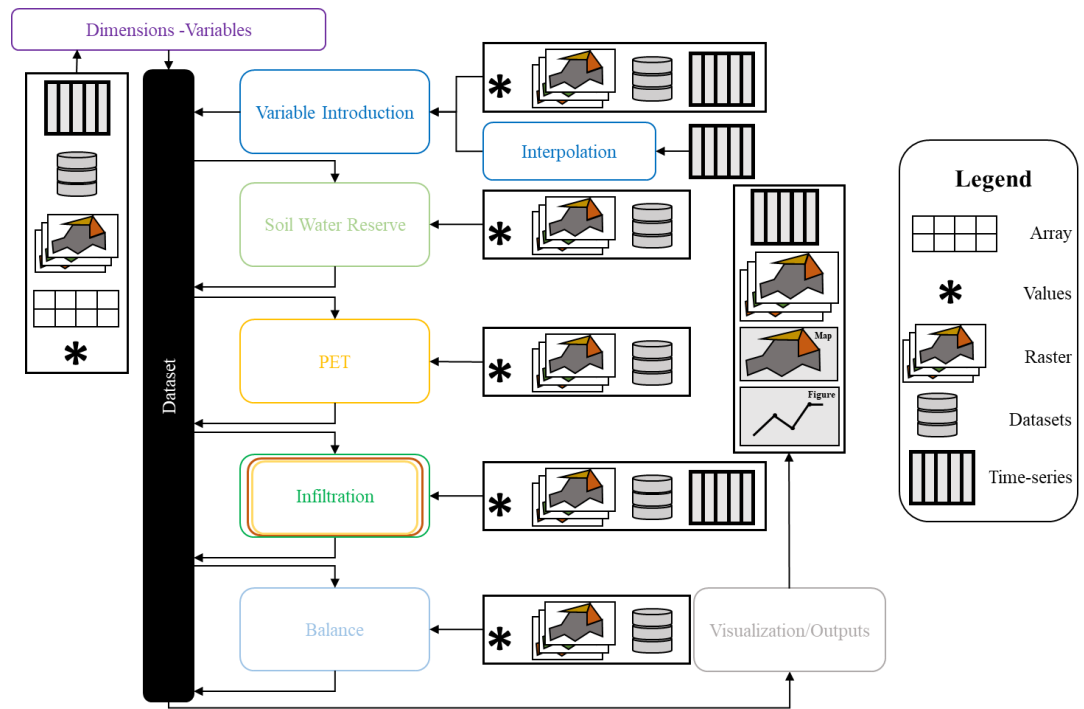 Dimensions -Variables
Dataset
Variable Introduction
Interpolation
Soil Water Reserve
PET
Infiltration
Balance
Map
Figure
Visualization/Outputs
Legend
Array
*
Values
Raster
Datasets
Time-series